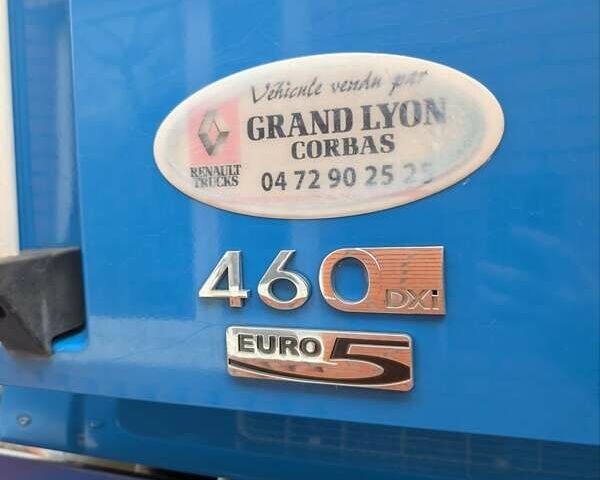 Véhicule vendu par
GRAND LYON
CORBAS
RENAULT
TRUCKS
04 72 90 25 25
460 DXi
EURO 5